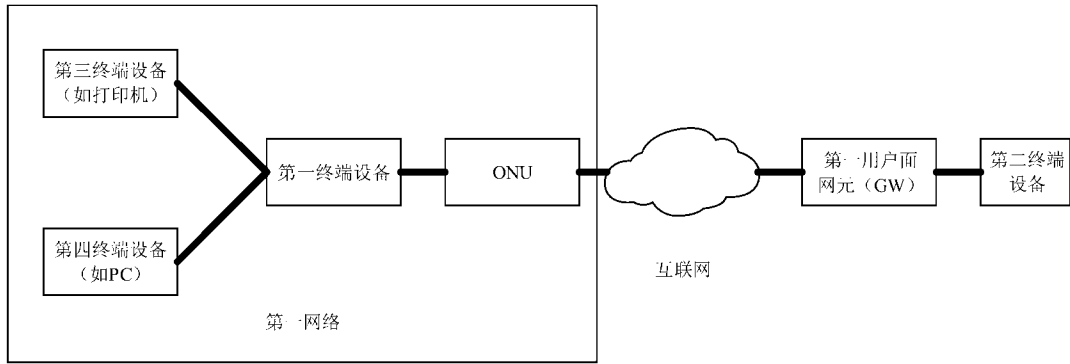 第三终端设备
（如打印机）
第一终端设备
ONU
第一用户面
网元（GW）
第二终端
设备
第四终端设备
（如PC）
互联网
第一网络